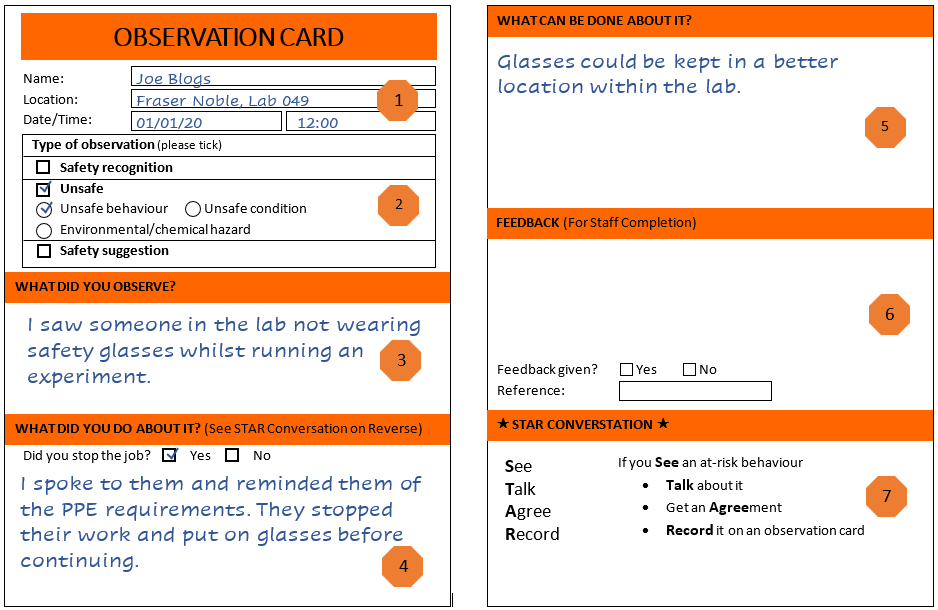 OBSERVATION CARD
Name: Joe Blogs
Location: Fraser Noble, Lab 049
1
Date/Time: 01/01/20 12:00
Type of observation (please tick)
Safety recognition
Unsafe
2
Unsafe behaviour Unsafe condition
Environmental/chemical hazard
Safety suggestion
WHAT DID YOU OBSERVE?
I saw someone in the lab not wearing
safety glasses whilst running an
3
experiment.
WHAT DID YOU DO ABOUT IT? (See STAR Conversation on Reverse)
Did you stop the job? Yes No
I spoke to them and reminded them of
the PPE requirements. They stopped
their work and put on glasses before
continuing.
4
WHAT CAN BE DONE ABOUT IT?
Glasses could be kept in a better
location within the lab.
5
FEEDBACK (For Staff Completion)
6
Feedback given? Yes No
Reference:
★ STAR CONVERSTATION ★
See
Talk
Agree
Record
If you See an at-risk behaviour
• Talk about it
• Get an Agreement
• Record it on an observation card
7